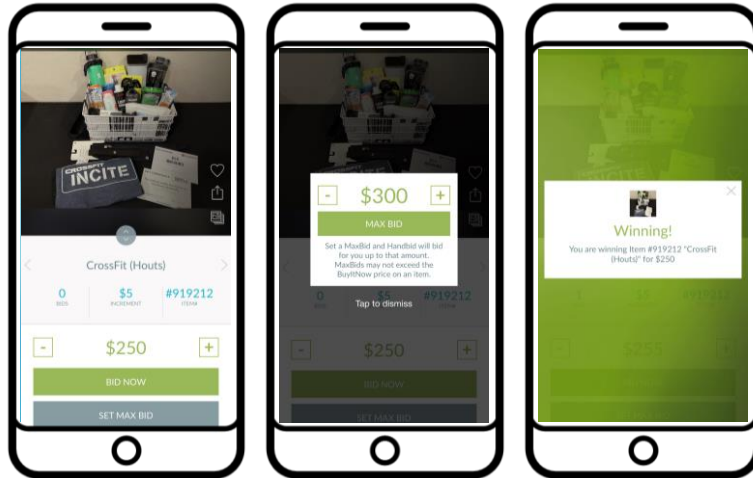 CROSSFIT
INCITE
CrossFit (Houts)
0
$5
#919212
BIDS
INCREMENT
ITEM#
- $250 +
BID NOW
SET MAX BID
- $300 +
MAX BID
Set a MaxBid and Handbid will bid
for you up to that amount.
MaxBids may not exceed the
BuyItNow price on an item.
Tap to dismiss
0
$5
#919212
- $250 +
BID NOW
SET MAX BID
Winning!
You are winning Item #919212 "CrossFit
(Houts)" for $250
1
$5
#919212
- $255 +